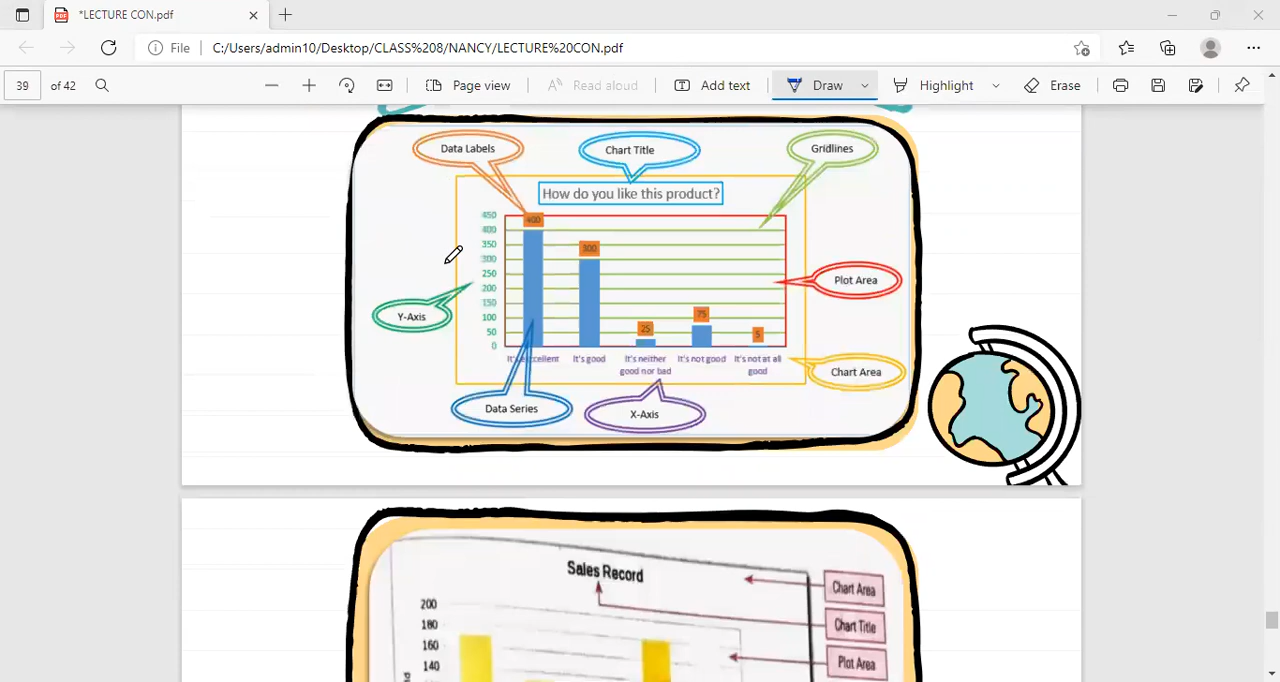 *LECTURE CON.pdf
File C:/Users/admin10/Desktop/CLASS%208/NANCY/LECTURE%20CON.pdf
39 of 42 Page view Read aloud Add text Draw Highlight Erase
Data Labels Chart Title Gridlines
How do you like this product?
450
400
350
300
250
200
150
100
50
0
400
300
25
75
5
Plot Area
Y-Axis
It's excellent It's good It's neither It's not good It's not at all
good nor bad good
Chart Area
Data Series X-Axis
Sales Record
Chart Area
200
Chart Title
180
160
Plot Area
140